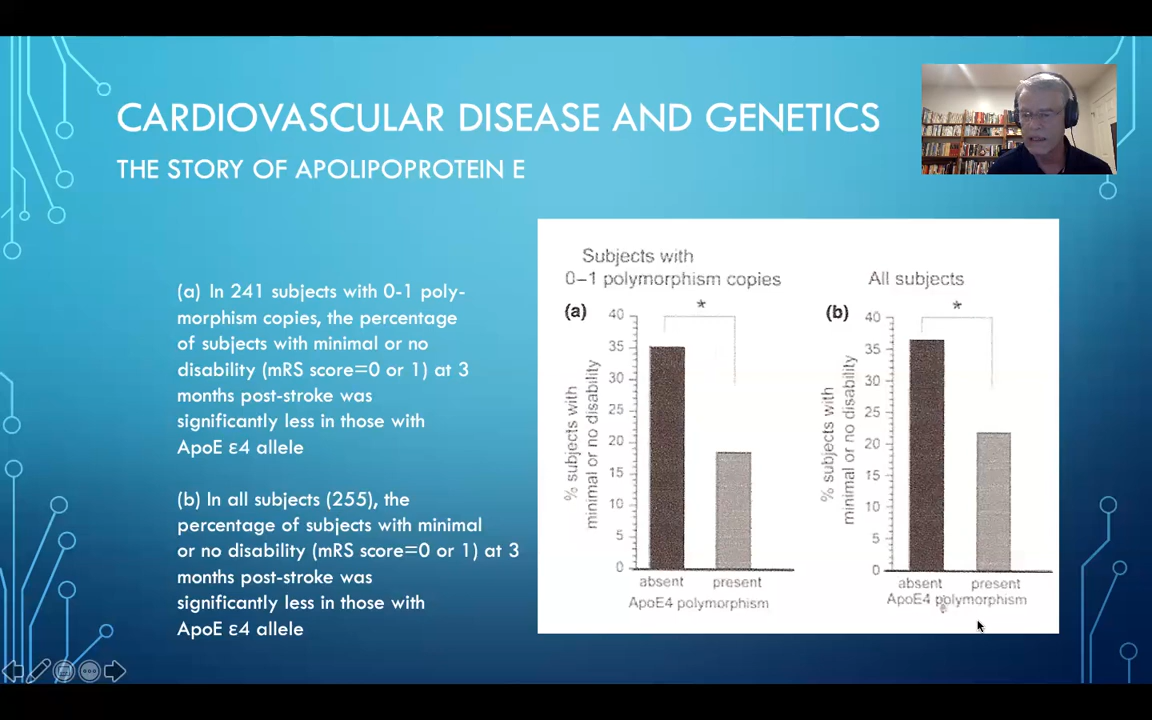 CARDIOVASCULAR DISEASE AND GENETICS
THE STORY OF APOLIPOPROTEIN E
(a) In 241 subjects with 0-1 poly-
morphism copies, the percentage
of subjects with minimal or no
disability (mRS score=0 or 1) at 3
months post-stroke was
significantly less in those with
ApoE ε4 allele
(b) In all subjects (255), the
percentage of subjects with minimal
or no disability (mRS score=0 or 1) at 3
months post-stroke was
significantly less in those with
ApoE ε4 allele
Subjects with
0–1 polymorphism copies
(a)
*
% subjects with
minimal or no disability
40
35
30
25
20
15
10
5
0
absent present
ApoE4 polymorphism
All subjects
(b)
*
% subjects with
minimal or no disability
40
35
30
25
20
15
10
5
0
absent present
ApoE4 polymorphism